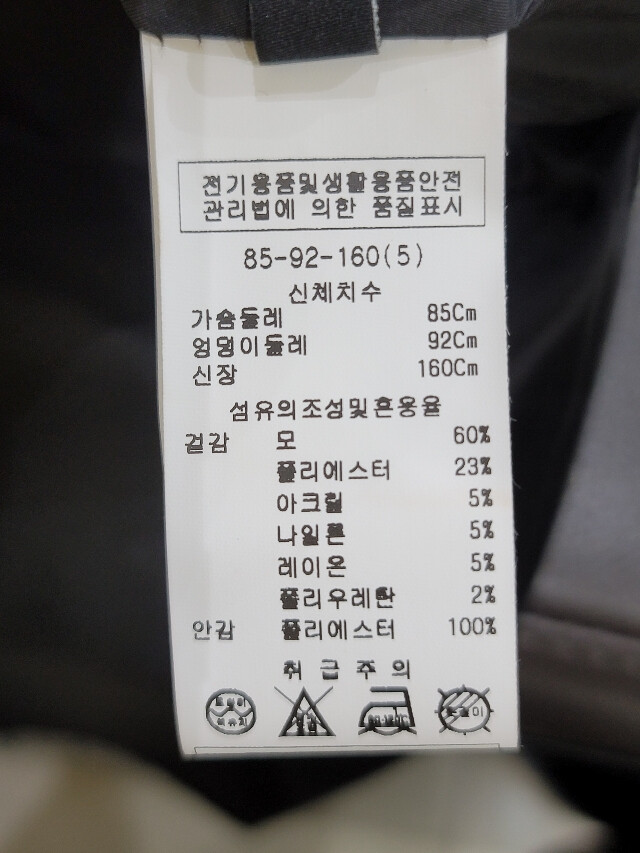 전기용품및생활용품안전
관리법에 의한 품질표시
85-92-160(5)
신체치수
가슴둘레 85Cm
엉덩이둘레 92Cm
신장 160Cm
섬유의조성및혼용율
겉감 모 60%
폴리에스터 23%
아크릴 5%
나일론 5%
레이온 5%
폴리우레탄 2%
안감 폴리에스터 100%
취 급 주 의